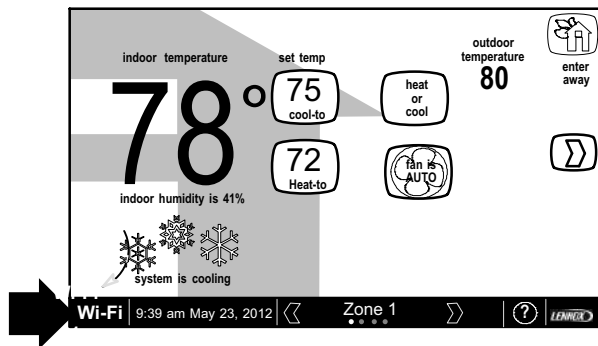 indoor temperature
78°
indoor humidity is 41%
system is cooling
set temp
75
cool-to
72
Heat-to
heat
or
cool
fan is
AUTO
outdoor
temperature
80
enter
away
Wi-Fi
9:39 am May 23, 2012
Zone 1
?
LENNOX